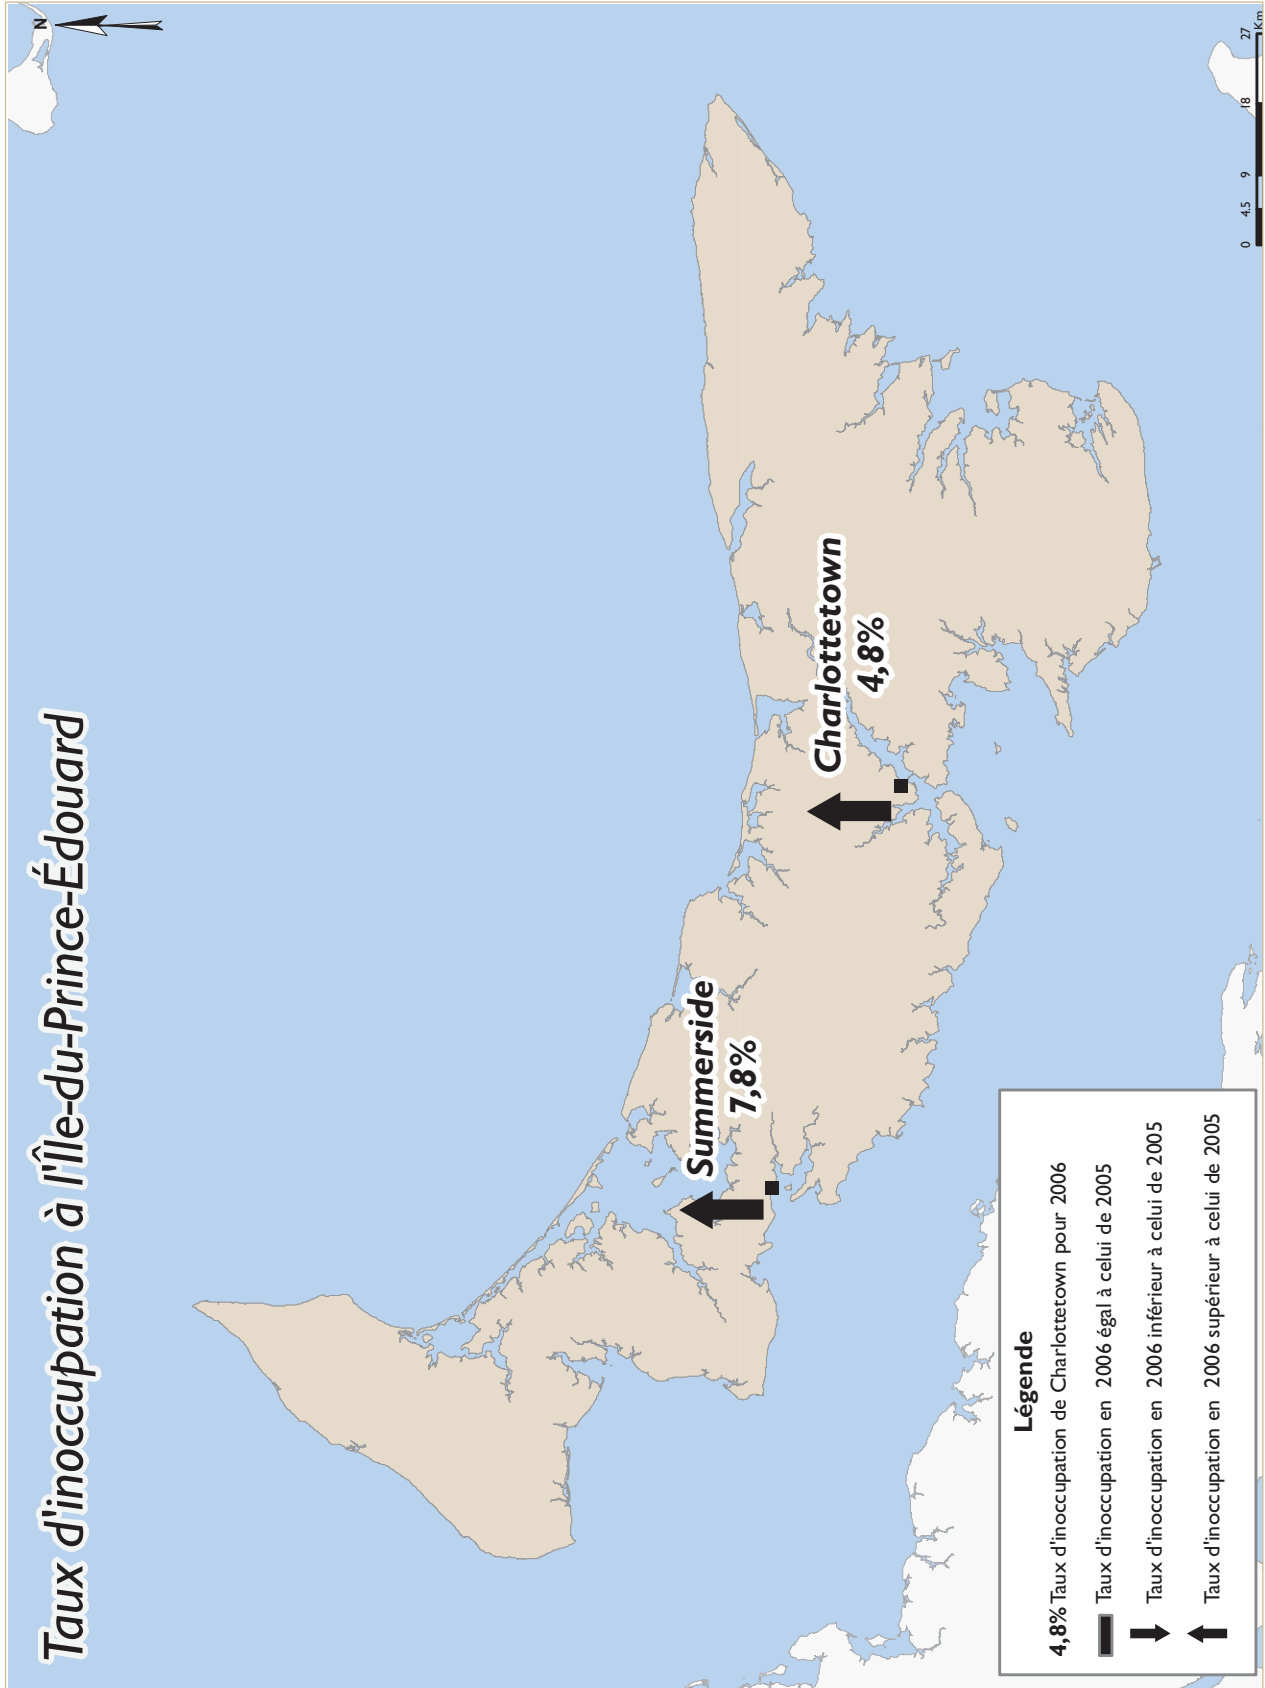 Taux d'inoccupation à l'Île-du-Prince-Édouard
N
Summerside
7,8%
Charlottetown
4,8%
Légende
4,8% Taux d'inoccupation de Charlottetown pour 2006
Taux d'inoccupation en 2006 égal à celui de 2005
Taux d'inoccupation en 2006 inférieur à celui de 2005
Taux d'inoccupation en 2006 supérieur à celui de 2005
0 4.5 9 18 27
Km